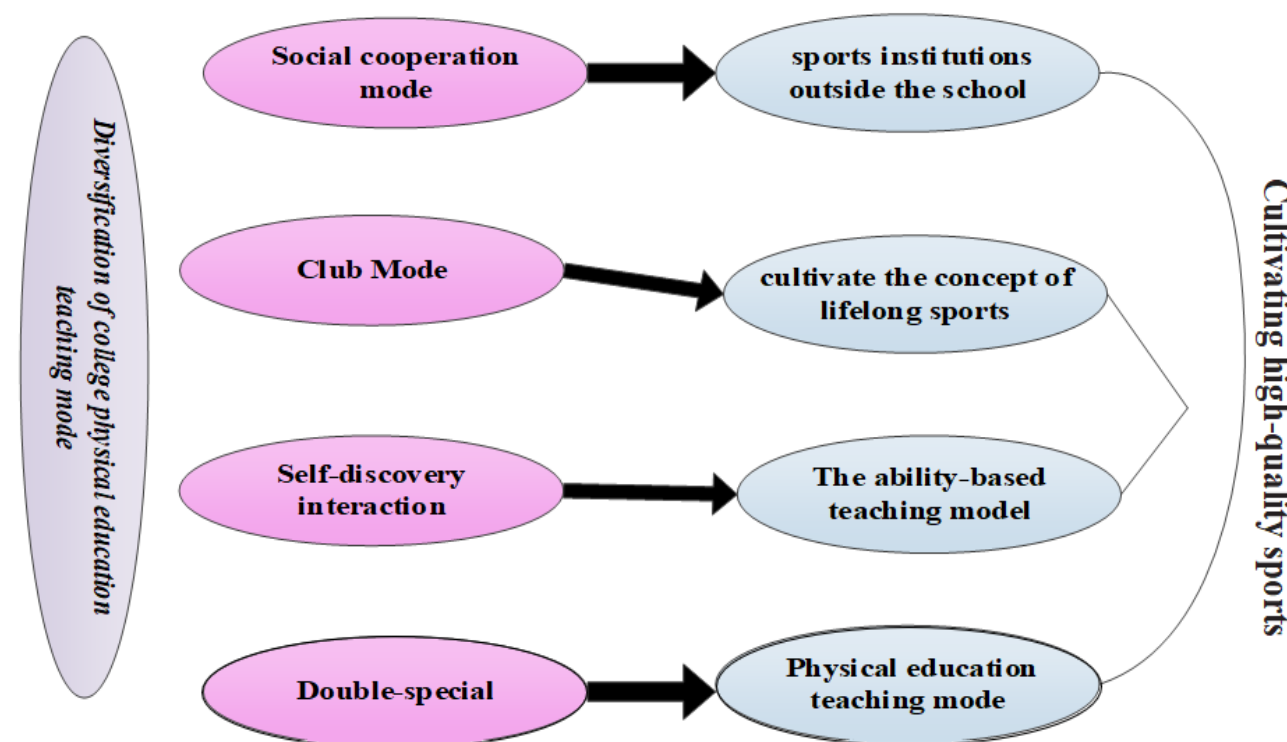 Diversification of college physical education
teaching mode
Social cooperation
mode
sports institutions
outside the school
Club Mode
cultivate the concept of
lifelong sports
Self-discovery
interaction
The ability-based
teaching model
Double-special
Physical education
teaching mode
Cultivating high-quality sports